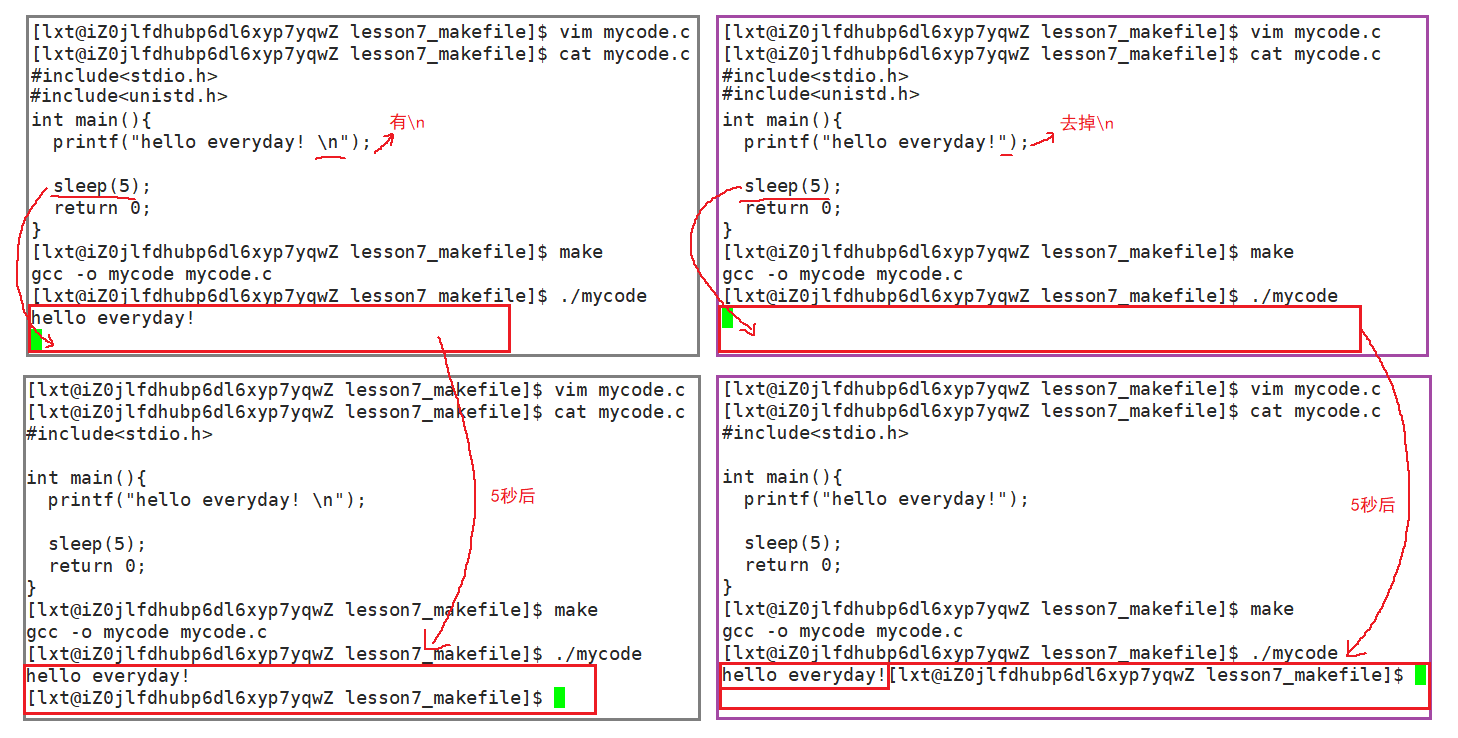 [lxt@iZ0jlfdhubp6dl6xyp7yqwZ lesson7_makefile]$ vim mycode.c
[lxt@iZ0jlfdhubp6dl6xyp7yqwZ lesson7_makefile]$ cat mycode.c
#include<stdio.h>
#include<unistd.h>
int main(){
  printf("hello everyday! \n");
有\n
  sleep(5);
  return 0;
}
[lxt@iZ0jlfdhubp6dl6xyp7yqwZ lesson7_makefile]$ make
gcc -o mycode mycode.c
[lxt@iZ0jlfdhubp6dl6xyp7yqwZ lesson7_makefile]$ ./mycode
hello everyday!
[lxt@iZ0jlfdhubp6dl6xyp7yqwZ lesson7_makefile]$ vim mycode.c
[lxt@iZ0jlfdhubp6dl6xyp7yqwZ lesson7_makefile]$ cat mycode.c
#include<stdio.h>
#include<unistd.h>
int main(){
  printf("hello everyday!");
去掉\n
  sleep(5);
  return 0;
}
[lxt@iZ0jlfdhubp6dl6xyp7yqwZ lesson7_makefile]$ make
gcc -o mycode mycode.c
[lxt@iZ0jlfdhubp6dl6xyp7yqwZ lesson7_makefile]$ ./mycode
[lxt@iZ0jlfdhubp6dl6xyp7yqwZ lesson7_makefile]$ vim mycode.c
[lxt@iZ0jlfdhubp6dl6xyp7yqwZ lesson7_makefile]$ cat mycode.c
#include<stdio.h>
int main(){
  printf("hello everyday! \n");
5秒后
  sleep(5);
  return 0;
}
[lxt@iZ0jlfdhubp6dl6xyp7yqwZ lesson7_makefile]$ make
gcc -o mycode mycode.c
[lxt@iZ0jlfdhubp6dl6xyp7yqwZ lesson7_makefile]$ ./mycode
hello everyday!
[lxt@iZ0jlfdhubp6dl6xyp7yqwZ lesson7_makefile]$
[lxt@iZ0jlfdhubp6dl6xyp7yqwZ lesson7_makefile]$ vim mycode.c
[lxt@iZ0jlfdhubp6dl6xyp7yqwZ lesson7_makefile]$ cat mycode.c
#include<stdio.h>
int main(){
  printf("hello everyday!");
5秒后
  sleep(5);
  return 0;
}
[lxt@iZ0jlfdhubp6dl6xyp7yqwZ lesson7_makefile]$ make
gcc -o mycode mycode.c
[lxt@iZ0jlfdhubp6dl6xyp7yqwZ lesson7_makefile]$ ./mycode
hello everyday![lxt@iZ0jlfdhubp6dl6xyp7yqwZ lesson7_makefile]$